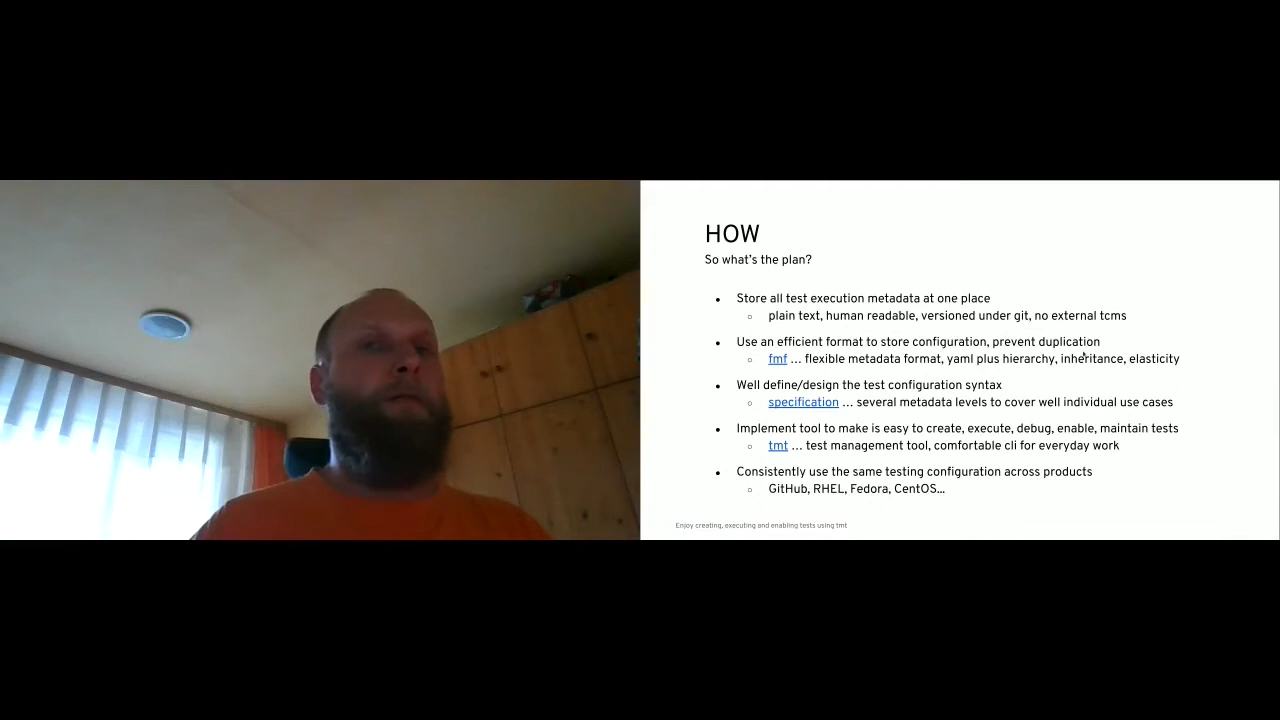 HOW
So what's the plan?
● Store all test execution metadata at one place
○ plain text, human readable, versioned under git, no external tcms
● Use an efficient format to store configuration, prevent duplication
○ fmf … flexible metadata format, yaml plus hierarchy, inheritance, elasticity
● Well define/design the test configuration syntax
○ specification … several metadata levels to cover well individual use cases
● Implement tool to make is easy to create, execute, debug, enable, maintain tests
○ tmt … test management tool, comfortable cli for everyday work
● Consistently use the same testing configuration across products
○ GitHub, RHEL, Fedora, CentOS...
Enjoy creating, executing and enabling tests using tmt